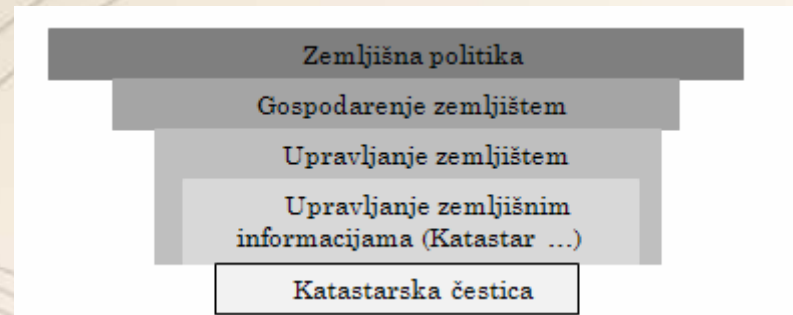 Zemljišna politika
Gospodarenje zemljištem
Upravljanje zemljištem
Upravljanje zemljišnim
informacijama (Katastar ...)
Katastarska čestica